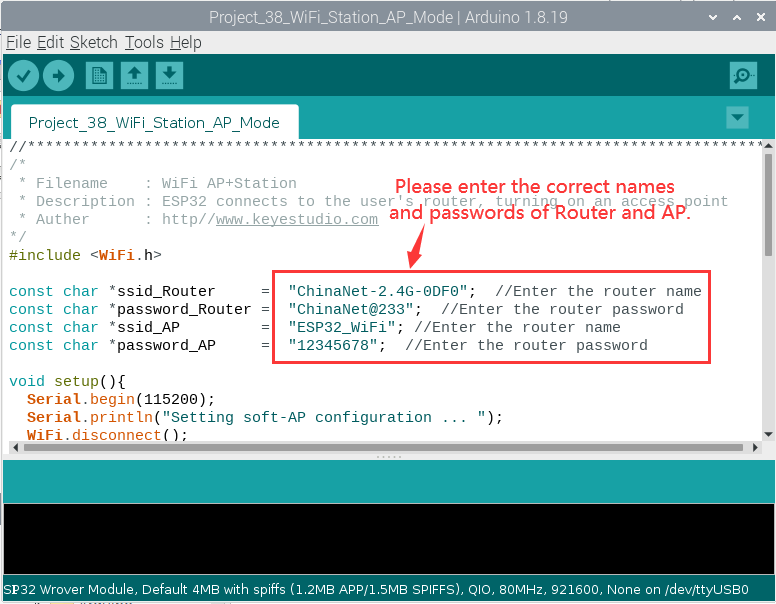 Project_38_WiFi_Station_AP_Mode | Arduino 1.8.19
File Edit Sketch Tools Help
Project_38_WiFi_Station_AP_Mode
//**********************************************************************************
/*
* Filename    : WiFi AP+Station
* Description : ESP32 connects to the user's router, turning on an access point
* Auther      : http//www.keyestudio.com
*/
Please enter the correct names
and passwords of Router and AP.
#include <WiFi.h>
const char *ssid_Router     =  "ChinaNet-2.4G-0DF0";  //Enter the router name
const char *password_Router =  "ChinaNet@233";  //Enter the router password
const char *ssid_AP         =  "ESP32_WiFi"; //Enter the router name
const char *password_AP     =  "12345678";  //Enter the router password
void setup(){
Serial.begin(115200);
Serial.println("Setting soft-AP configuration ... ");
WiFi.disconnect();
SP32 Wrover Module, Default 4MB with spiffs (1.2MB APP/1.5MB SPIFFS), QIO, 80MHz, 921600, None on /dev/ttyUSB0